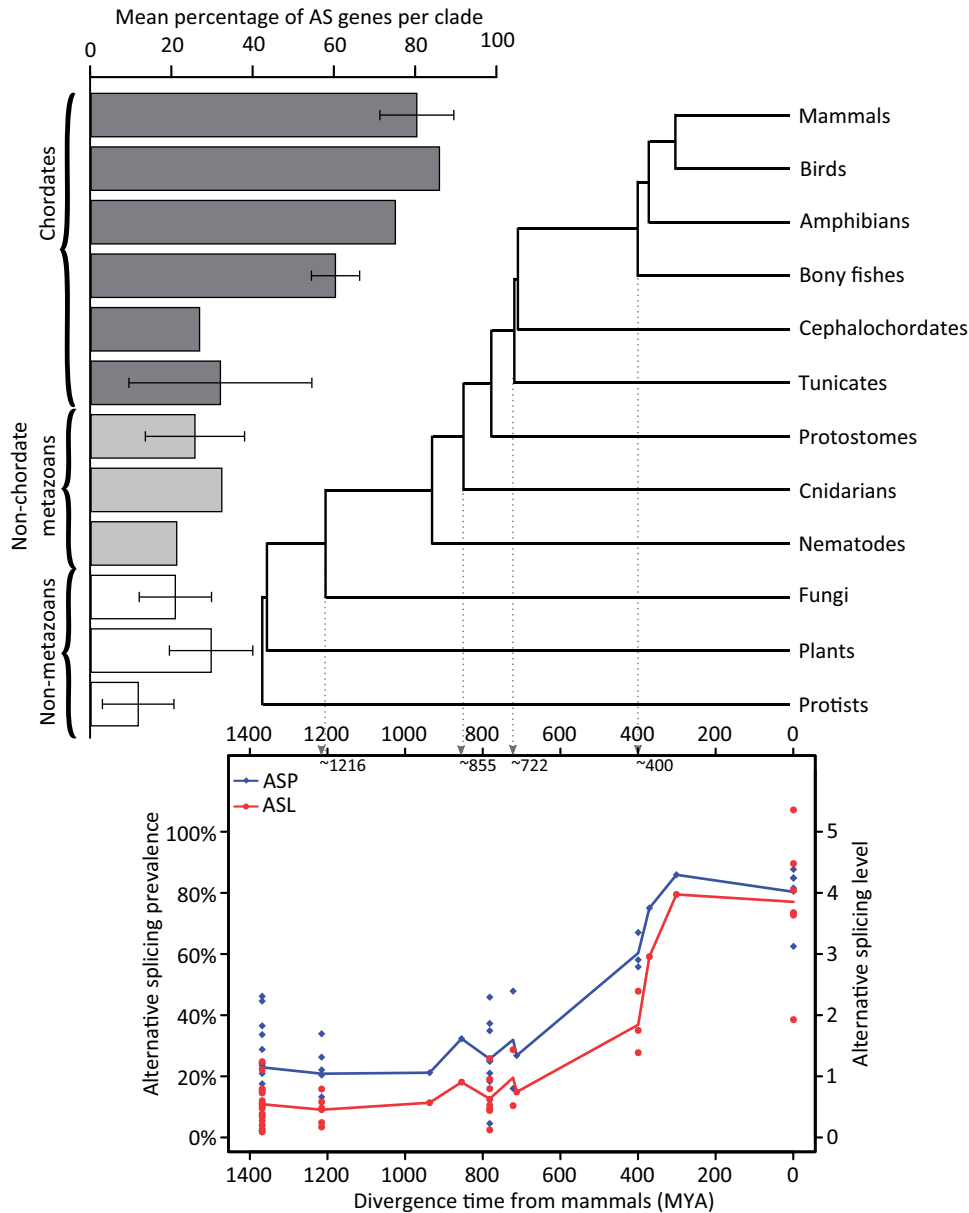 Mean percentage of AS genes per clade
0 20 40 60 80 100
Chordates
Non-chordate
metazoans
Non-metazoans
Mammals
Birds
Amphibians
Bony fishes
Cephalochordates
Tunicates
Protostomes
Cnidarians
Nematodes
Fungi
Plants
Protists
1400 1200 1000 800 600 400 200 0
~1216 ~855 ~722 ~400
ASP
ASL
Alternative splicing prevalence
100%
80%
60%
40%
20%
0%
5
4
3
2
1
0
Alternative splicing level
1400 1200 1000 800 600 400 200 0
Divergence time from mammals (MYA)